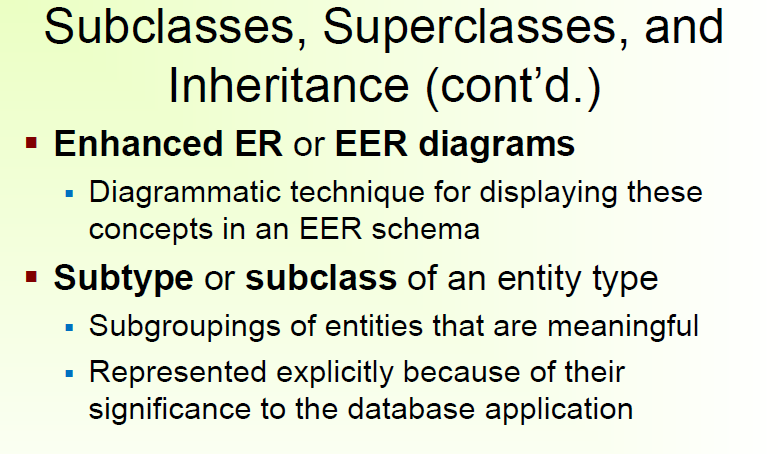 Subclasses, Superclasses, and
Inheritance (cont’d.)
▪ Enhanced ER or EER diagrams
▪ Diagrammatic technique for displaying these
concepts in an EER schema
▪ Subtype or subclass of an entity type
▪ Subgroupings of entities that are meaningful
▪ Represented explicitly because of their
significance to the database application